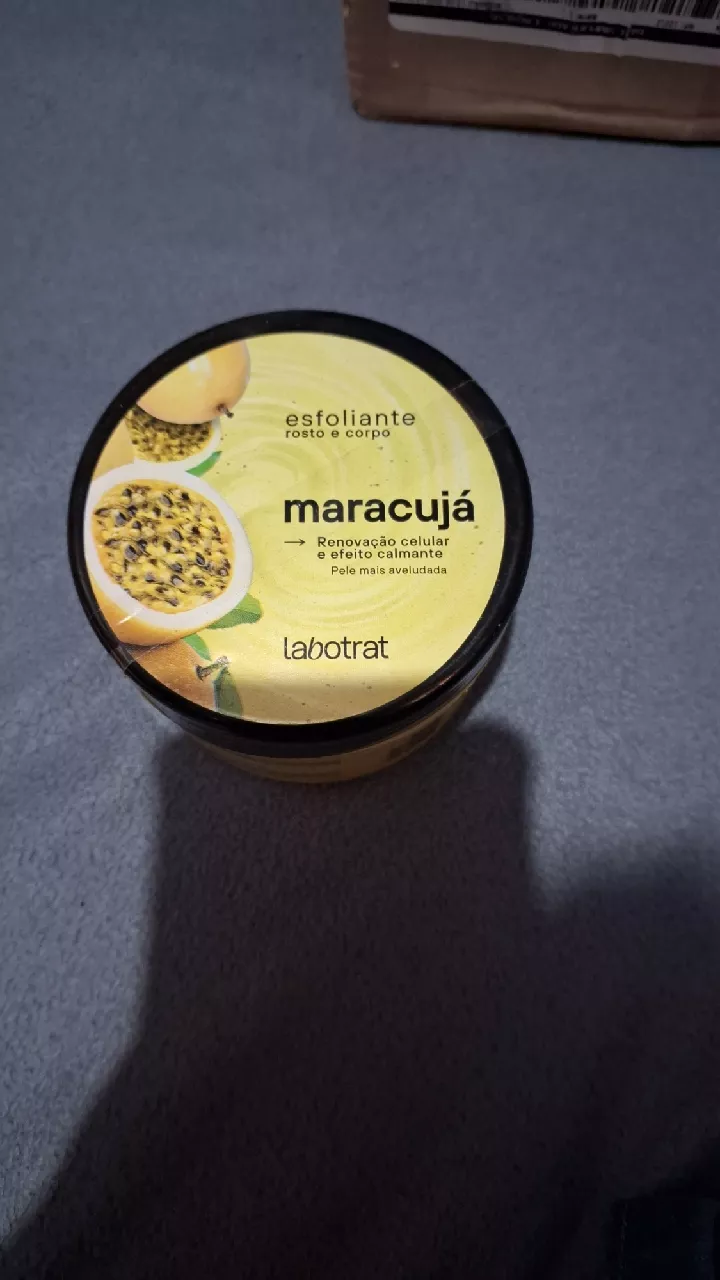 esfoliante
rosto e corpo
maracujá
→ Renovação celular
e efeito calmante
Pele mais aveludada
labotrat